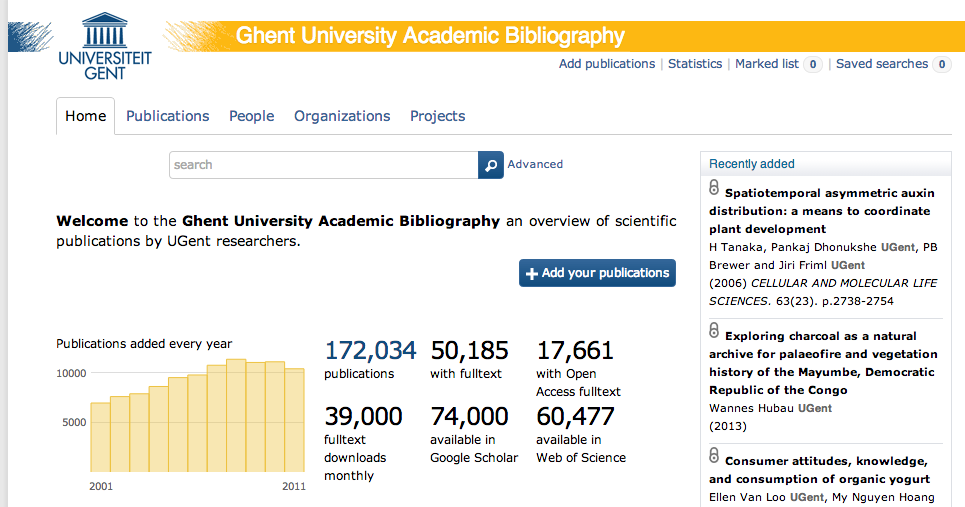 UNIVERSITEIT
GENT
Ghent University Academic Bibliography
Add publications | Statistics | Marked list 0 | Saved searches 0
Home Publications People Organizations Projects
search
Advanced
Welcome to the Ghent University Academic Bibliography an overview of scientific
publications by UGent researchers.
Add your publications
Publications added every year
10000
5000
2001 2011
172,034
publications
50,185
with fulltext
17,661
with Open
Access fulltext
39,000
fulltext
downloads
monthly
74,000
available in
Google Scholar
60,477
available in
Web of Science
Recently added
Spatiotemporal asymmetric auxin
distribution: a means to coordinate
plant development
H Tanaka, Pankaj Dhonukshe UGent, PB
Brewer and Jiri Friml UGent
(2006) CELLULAR AND MOLECULAR LIFE
SCIENCES. 63(23). p.2738-2754
Exploring charcoal as a natural
archive for palaeofire and vegetation
history of the Mayumbe, Democratic
Republic of the Congo
Wannes Hubau UGent
(2013)
Consumer attitudes, knowledge,
and consumption of organic yogurt
Ellen Van Loo UGent, My Nguyen Hoang